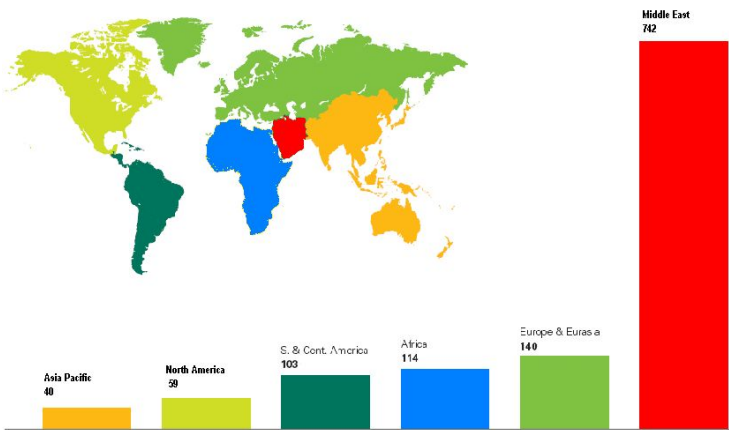 Middle East
742
Europe & Eurasia
140
Africa
114
S. & Cent. America
103
North America
59
Asia Pacific
40